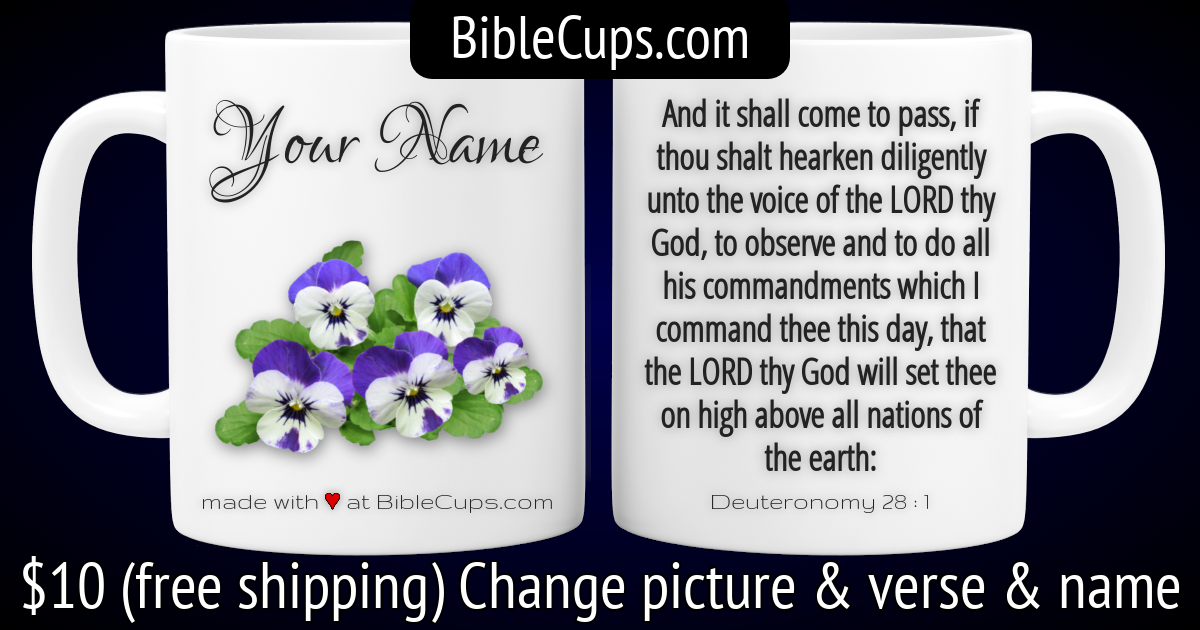 BibleCups.com
Your Name
made with ♥ at BibleCups.com
And it shall come to pass, if
thou shalt hearken diligently
unto the voice of the LORD thy
God, to observe and to do all
his commandments which I
command thee this day, that
the LORD thy God will set thee
on high above all nations of
the earth:
Deuteronomy 28 : 1
$10 (free shipping) Change picture & verse & name